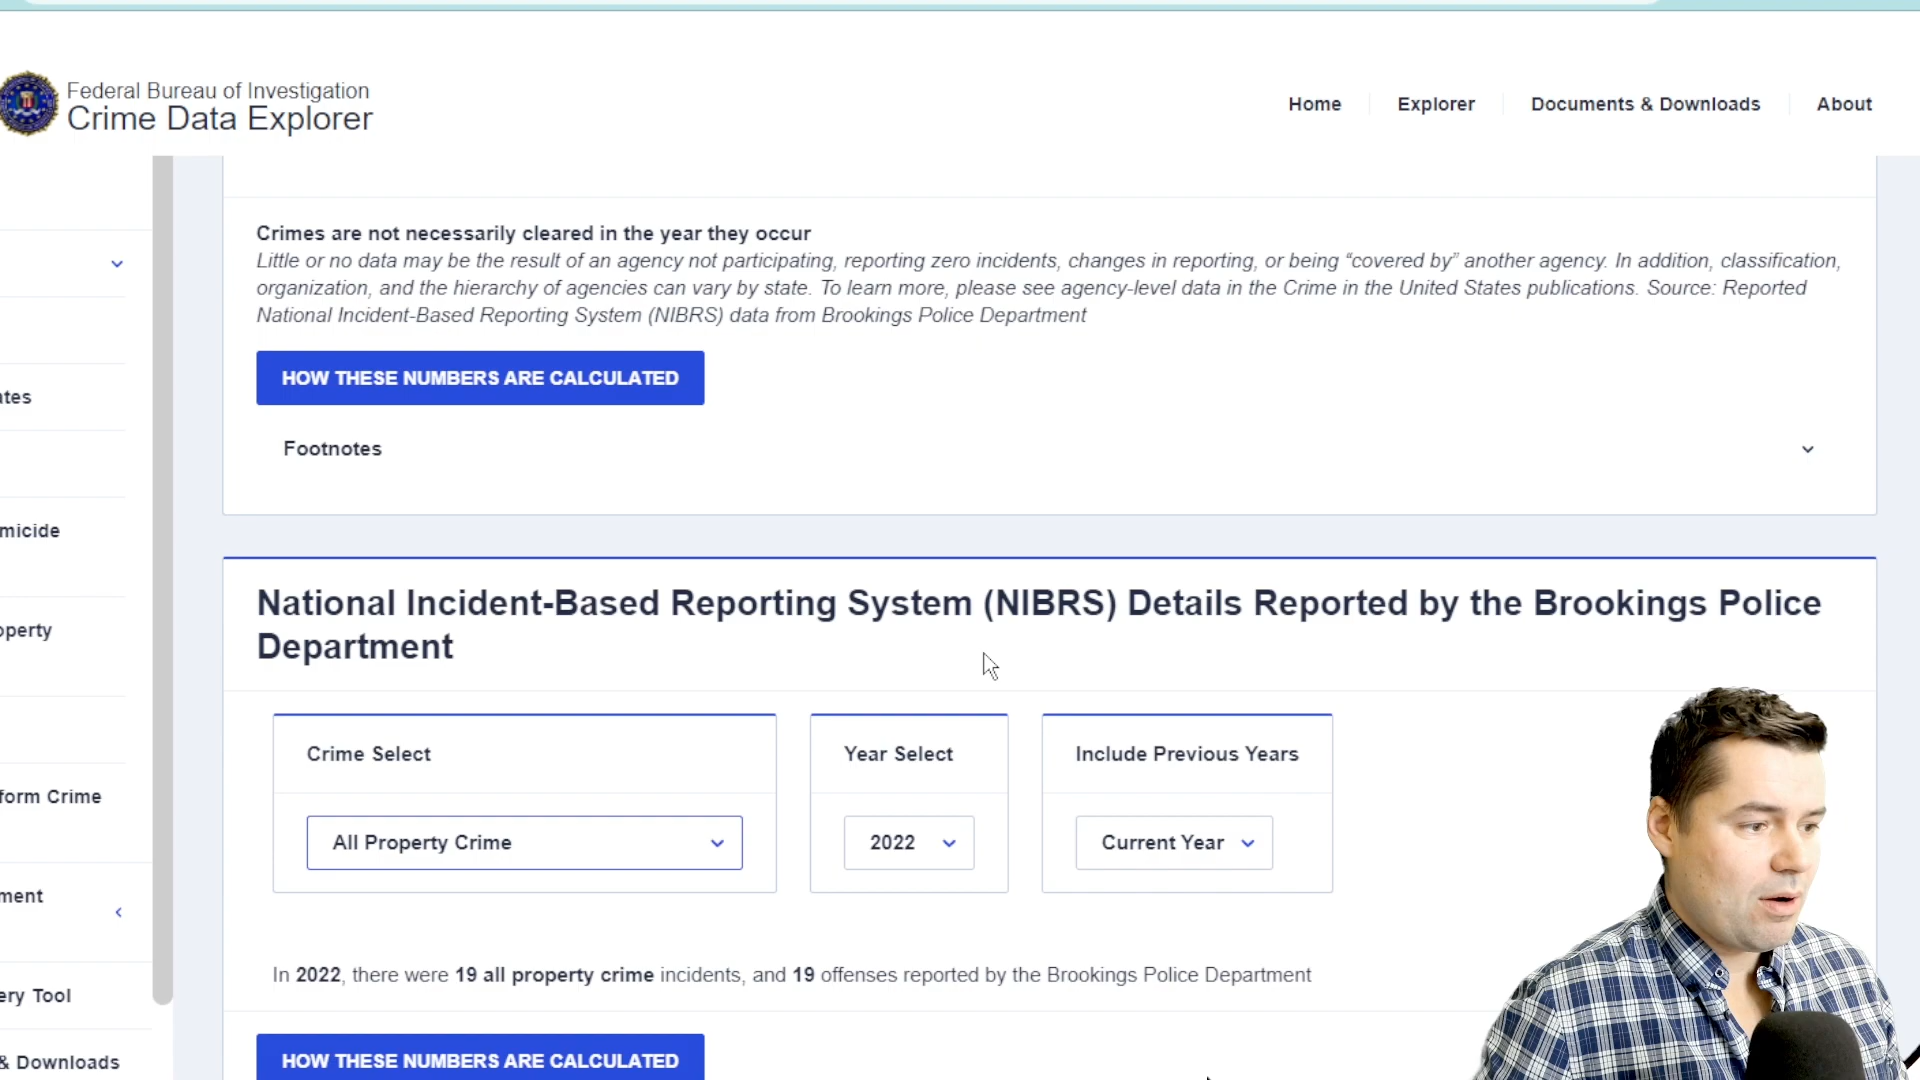 Federal Bureau of Investigation
Crime Data Explorer
Home
Explorer
Documents & Downloads
About
Crimes are not necessarily cleared in the year they occur
Little or no data may be the result of an agency not participating, reporting zero incidents, changes in reporting, or being “covered by” another agency. In addition, classification,
organization, and the hierarchy of agencies can vary by state. To learn more, please see agency-level data in the Crime in the United States publications. Source: Reported
National Incident-Based Reporting System (NIBRS) data from Brookings Police Department
HOW THESE NUMBERS ARE CALCULATED
Footnotes
ates
micide
operty
form Crime
ment
ery Tool
& Downloads
National Incident-Based Reporting System (NIBRS) Details Reported by the Brookings Police
Department
Crime Select
Year Select
Include Previous Years
All Property Crime
2022
Current Year
In 2022, there were 19 all property crime incidents, and 19 offenses reported by the Brookings Police Department
HOW THESE NUMBERS ARE CALCULATED